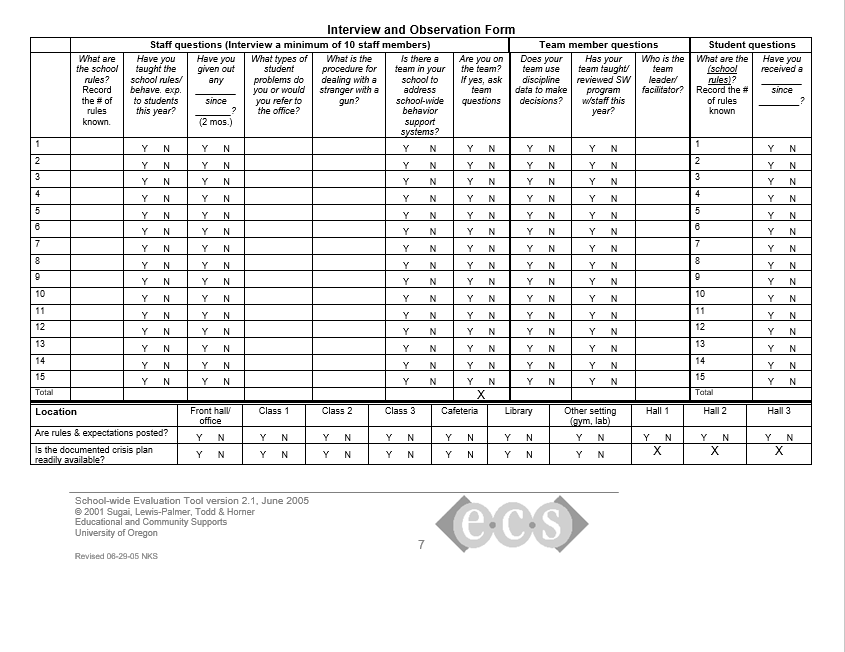 Interview and Observation Form
Staff questions (Interview a minimum of 10 staff members) Team member questions Student questions
What are the school rules? Record the # of rules known.
Have you taught the school rules/ behave. exp. to students this year?
Have you given out any _______ since _______? (2 mos.)
What types of student problems do you or would you refer to the office?
What is the procedure for dealing with a stranger with a gun?
Is there a team in your school to address school-wide behavior support systems?
Are you on the team? If yes, ask team questions
Does your team use discipline data to make decisions?
Has your team taught/ reviewed SW program w/staff this year?
Who is the team leader/ facilitator?
What are the (school rules)? Record the # of rules known
Have you received a _______ since _______?
1 Y N Y N Y N Y N Y N Y N 1 Y N
2 Y N Y N Y N Y N Y N Y N 2 Y N
3 Y N Y N Y N Y N Y N Y N 3 Y N
4 Y N Y N Y N Y N Y N Y N 4 Y N
5 Y N Y N Y N Y N Y N Y N 5 Y N
6 Y N Y N Y N Y N Y N Y N 6 Y N
7 Y N Y N Y N Y N Y N Y N 7 Y N
8 Y N Y N Y N Y N Y N Y N 8 Y N
9 Y N Y N Y N Y N Y N Y N 9 Y N
10 Y N Y N Y N Y N Y N Y N 10 Y N
11 Y N Y N Y N Y N Y N Y N 11 Y N
12 Y N Y N Y N Y N Y N Y N 12 Y N
13 Y N Y N Y N Y N Y N Y N 13 Y N
14 Y N Y N Y N Y N Y N Y N 14 Y N
15 Y N Y N Y N Y N Y N Y N 15 Y N
Total X Total
Location Front hall/ office Class 1 Class 2 Class 3 Cafeteria Library Other setting (gym, lab) Hall 1 Hall 2 Hall 3
Are rules & expectations posted? Y N Y N Y N Y N Y N Y N Y N Y N Y N Y N
Is the documented crisis plan readily available? Y N Y N Y N Y N Y N Y N Y N X X X
School-wide Evaluation Tool version 2.1, June 2005
© 2001 Sugai, Lewis-Palmer, Todd & Horner
Educational and Community Supports
University of Oregon
Revised 06-29-05 NKS
7
e•c•s